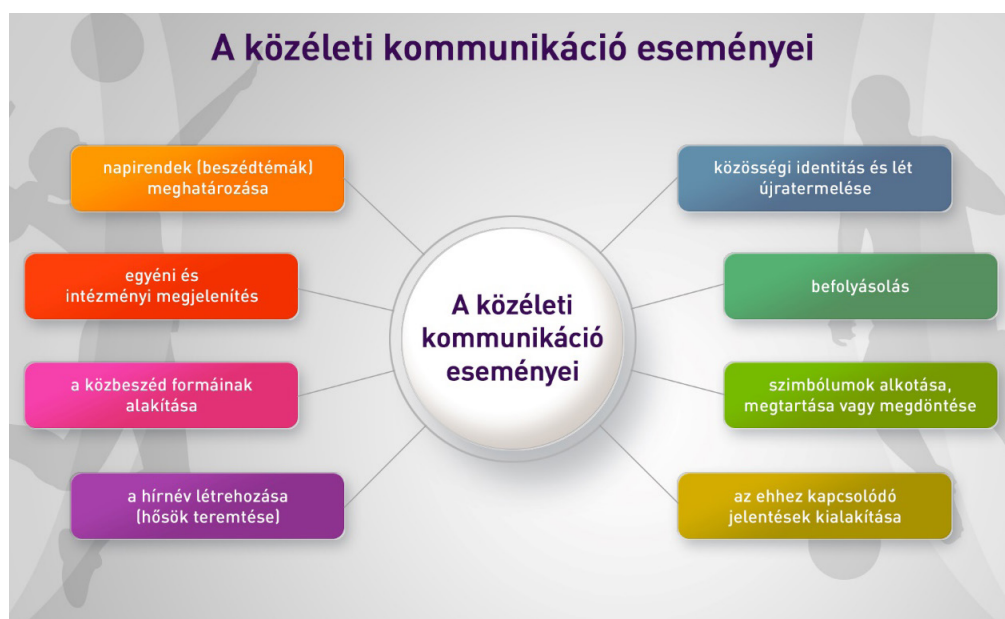 A közéleti kommunikáció eseményei
napirendek (beszédtémák)
meghatározása
egyéni és
intézményi megjelenítés
a közbeszéd formáinak
alakítása
a hírnév létrehozása
(hősök teremtése)
A közéleti
kommunikáció
eseményei
közösségi identitás és lét
újratermelése
befolyásolás
szimbólumok alkotása,
megtartása vagy megdöntése
az ehhez kapcsolódó
jelentések kialakítása